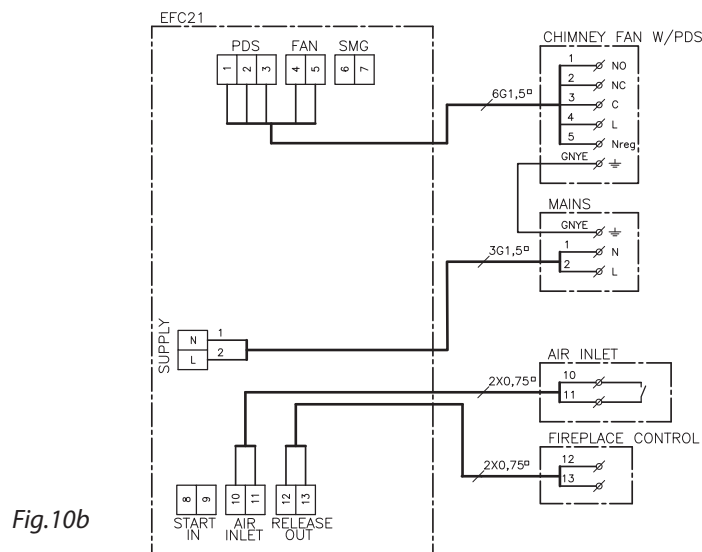 EFC21
PDS FAN SMG
1 2 3 4 5 6 7
CHIMNEY FAN W/PDS
1 NO
2 NC
3 C
4 L
5 Nreg
GNYE
6G1,5▫
MAINS
GNYE
1 N
2 L
3G1,5▫
SUPPLY
N 1
L 2
AIR INLET
10
11
2X0,75▫
FIREPLACE CONTROL
12
13
2X0,75▫
8 9 10 11 12 13
START IN
AIR INLET
RELEASE OUT
Fig.10b